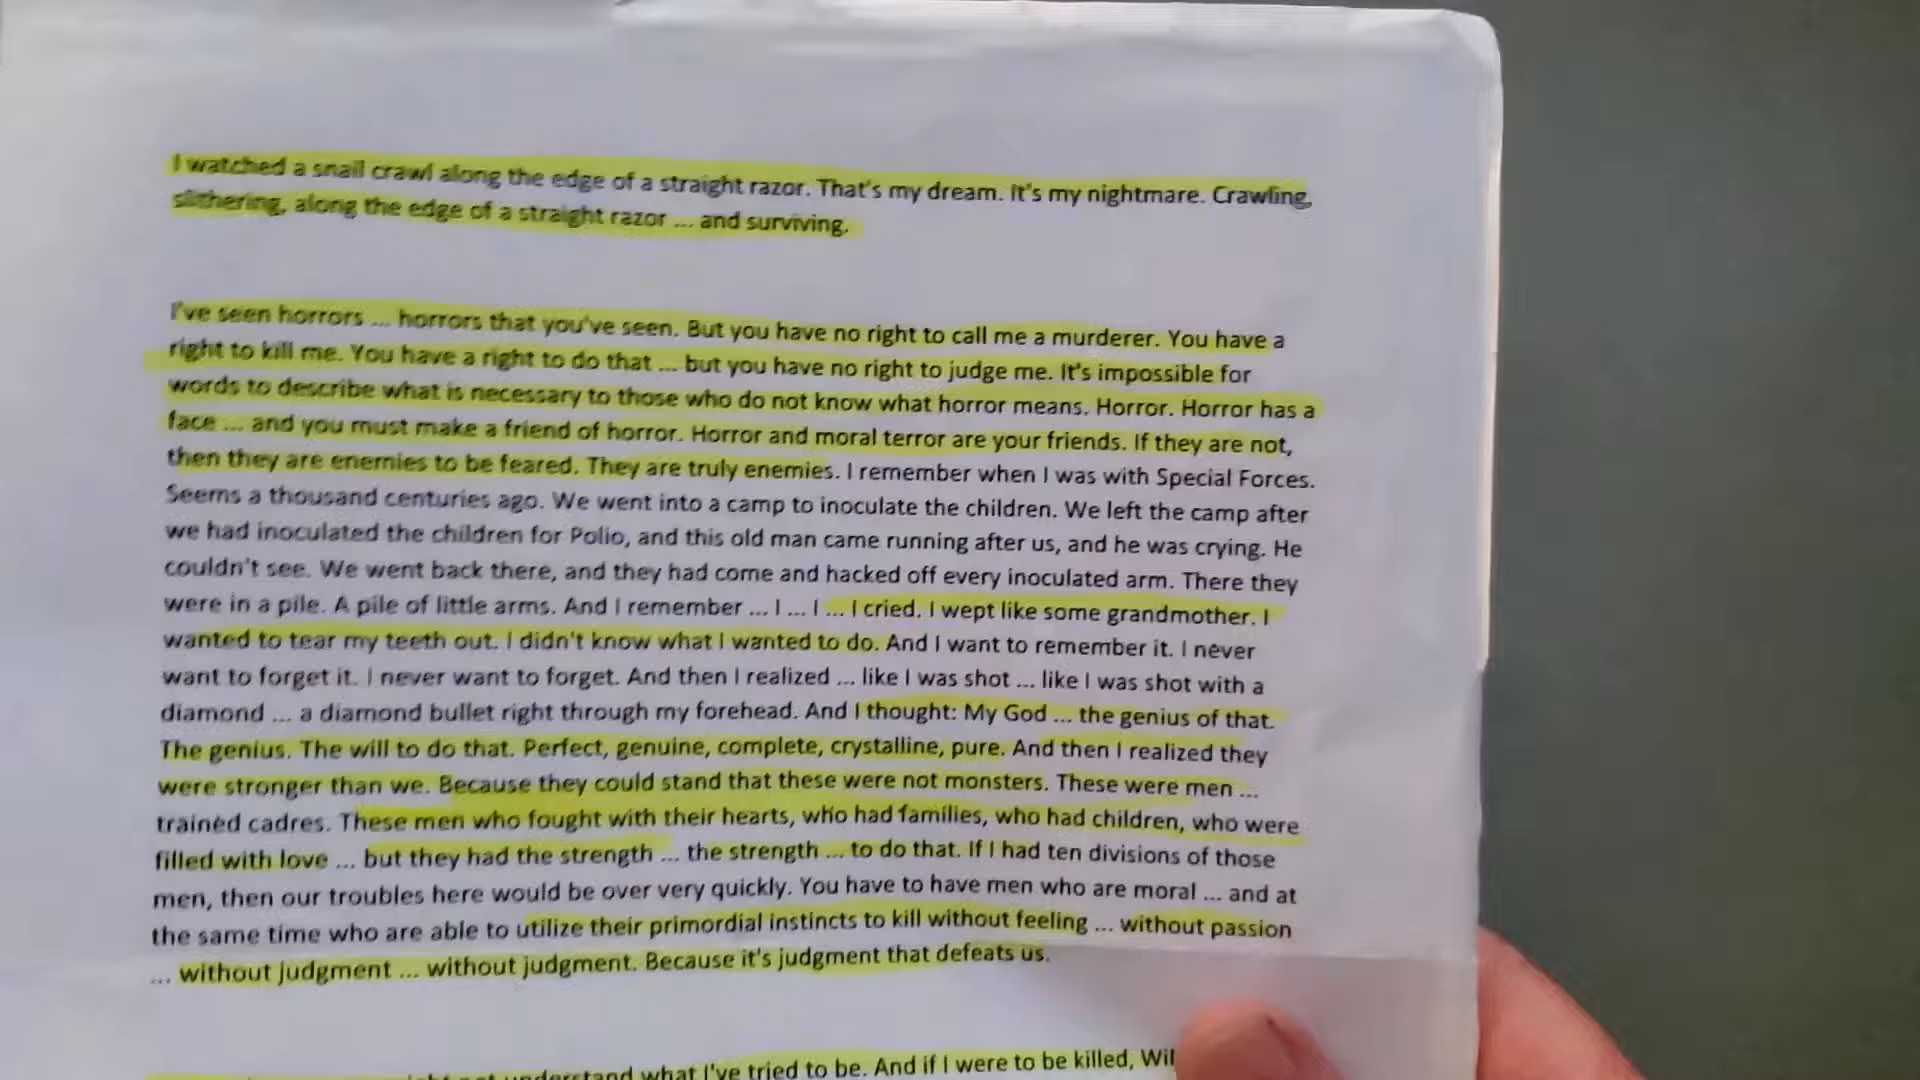 I watched a snail crawl along the edge of a straight razor. That's my dream. It's my nightmare. Crawling,
slithering, along the edge of a straight razor ... and surviving.
I've seen horrors ... horrors that you've seen. But you have no right to call me a murderer. You have a
right to kill me. You have a right to do that ... but you have no right to judge me. It's impossible for
words to describe what is necessary to those who do not know what horror means. Horror. Horror has a
face ... and you must make a friend of horror. Horror and moral terror are your friends. If they are not,
then they are enemies to be feared. They are truly enemies. I remember when I was with Special Forces.
Seems a thousand centuries ago. We went into a camp to inoculate the children. We left the camp after
we had inoculated the children for Polio, and this old man came running after us, and he was crying. He
couldn't see. We went back there, and they had come and hacked off every inoculated arm. There they
were in a pile. A pile of little arms. And I remember ... I ... I ... I cried. I wept like some grandmother. I
wanted to tear my teeth out. I didn't know what I wanted to do. And I want to remember it. I never
want to forget it. I never want to forget. And then I realized ... like I was shot ... like I was shot with a
diamond ... a diamond bullet right through my forehead. And I thought: My God ... the genius of that.
The genius. The will to do that. Perfect, genuine, complete, crystalline, pure. And then I realized they
were stronger than we. Because they could stand that these were not monsters. These were men ...
trained cadres. These men who fought with their hearts, who had families, who had children, who were
filled with love ... but they had the strength ... the strength ... to do that. If I had ten divisions of those
men, then our troubles here would be over very quickly. You have to have men who are moral ... and at
the same time who are able to utilize their primordial instincts to kill without feeling ... without passion
... without judgment ... without judgment. Because it's judgment that defeats us.
understand what I've tried to be. And if I were to be killed,